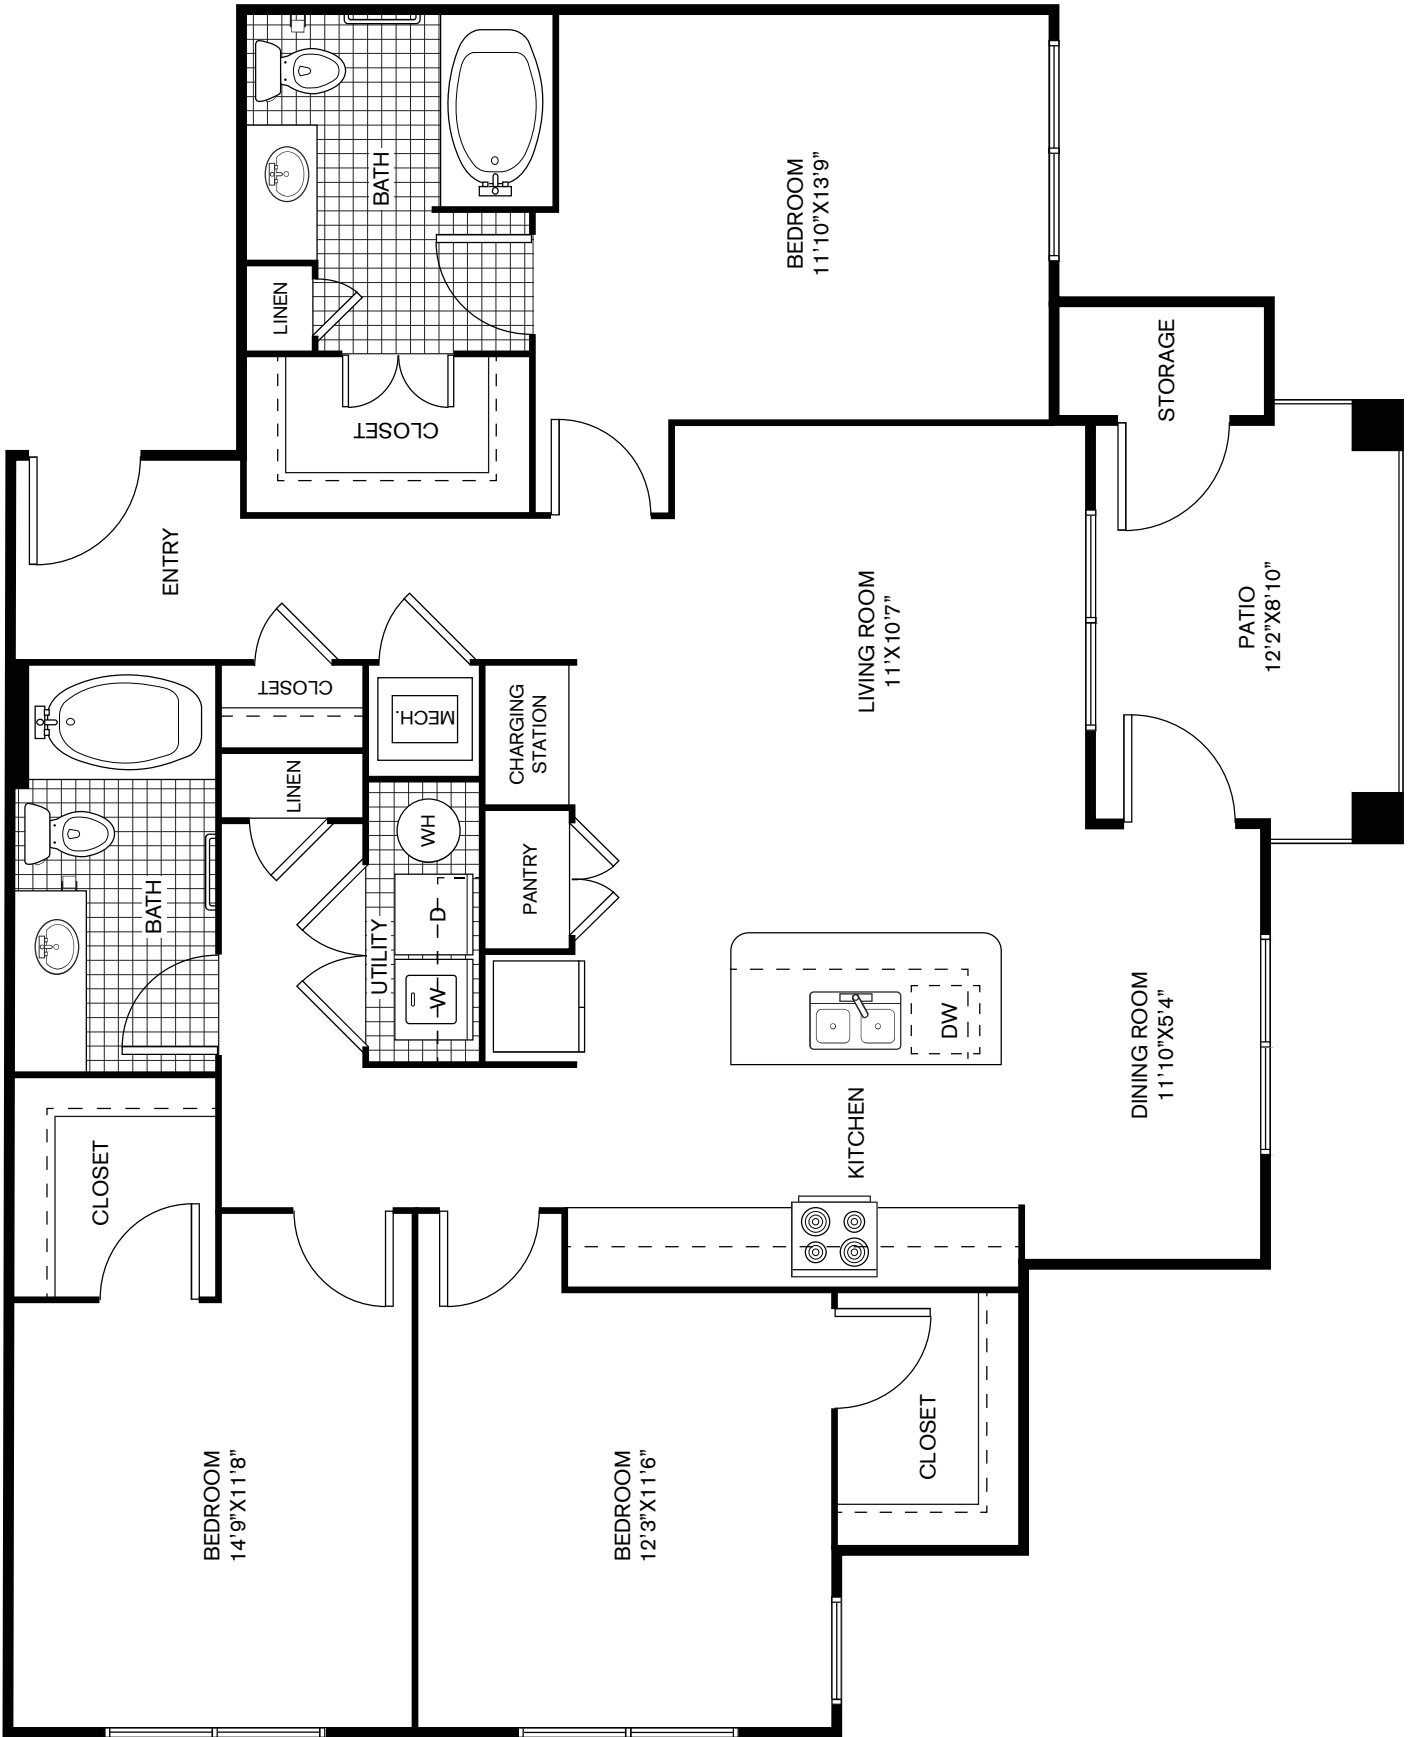 BATH
BEDROOM
11'10"X13'9"
LINEN
CLOSET
STORAGE
ENTRY
LIVING ROOM
11'X10'7"
PATIO
12'2"X8'10"
CLOSET
MECH.
CHARGING
STATION
LINEN
WH
PANTRY
BATH
UTILITY
D
W
DW
DINING ROOM
11'10"X5'4"
KITCHEN
CLOSET
CLOSET
BEDROOM
14'9"X11'8"
BEDROOM
12'3"X11'6"